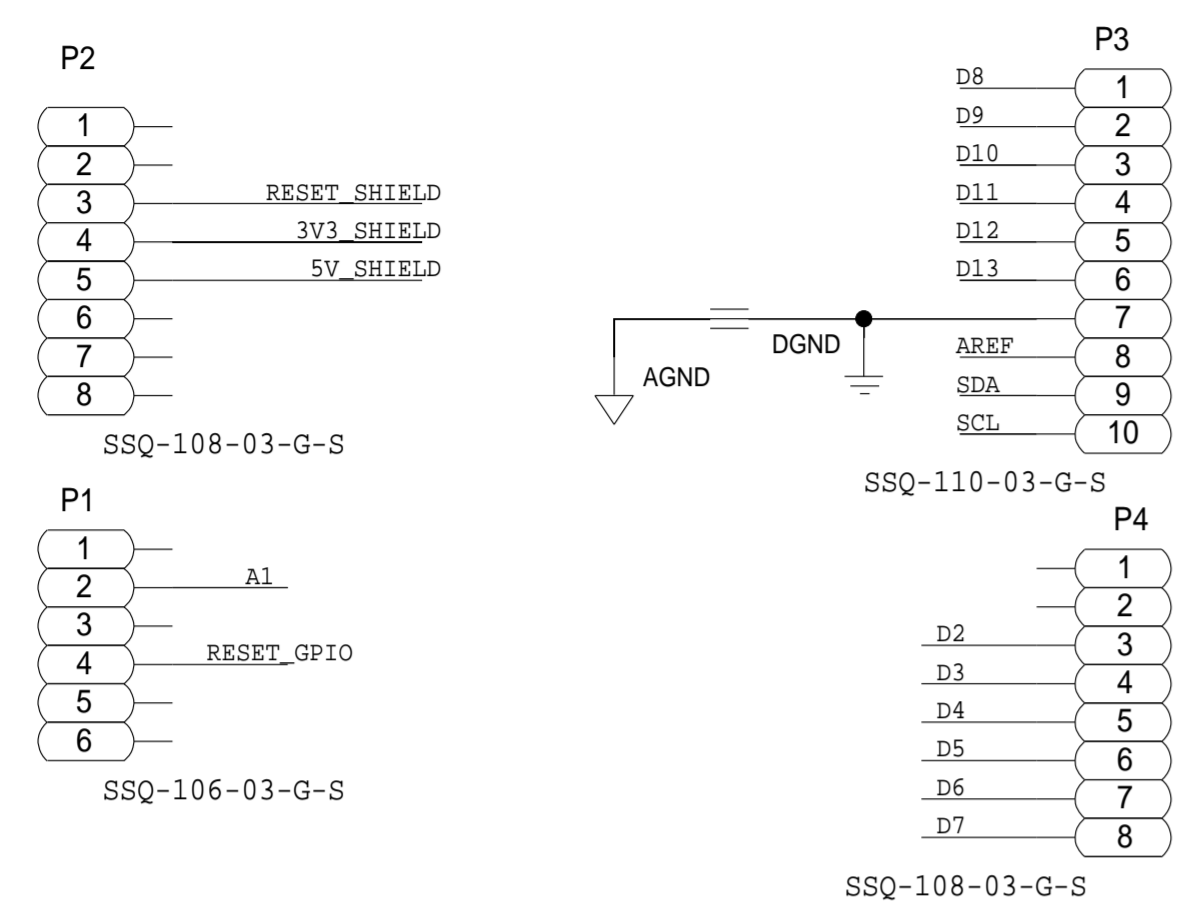 P2
1
2
3 RESET_SHIELD
4 3V3_SHIELD
5 5V_SHIELD
6
7
8
SSQ-108-03-G-S
P1
1
2 A1
3
4 RESET_GPIO
5
6
SSQ-106-03-G-S
P3
D8 1
D9 2
D10 3
D11 4
D12 5
D13 6
7
DGND
AGND
AREF 8
SDA 9
SCL 10
SSQ-110-03-G-S
P4
1
2
D2 3
D3 4
D4 5
D5 6
D6 7
D7 8
SSQ-108-03-G-S